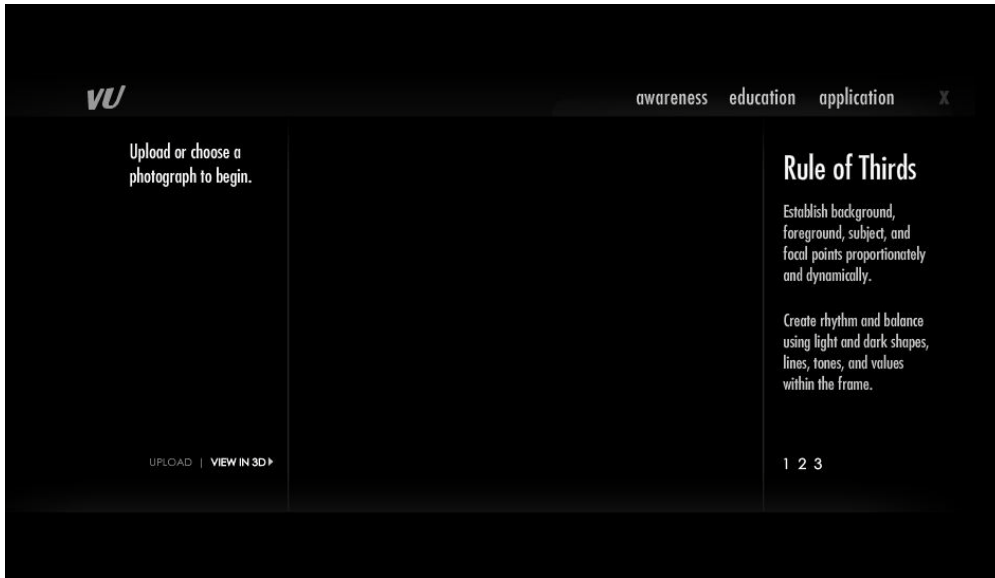 VU
awareness education application X
Upload or choose a
photograph to begin.
UPLOAD | VIEW IN 3D
Rule of Thirds
Establish background,
foreground, subject, and
focal points proportionately
and dynamically.
Create rhythm and balance
using light and dark shapes,
lines, tones, and values
within the frame.
1 2 3